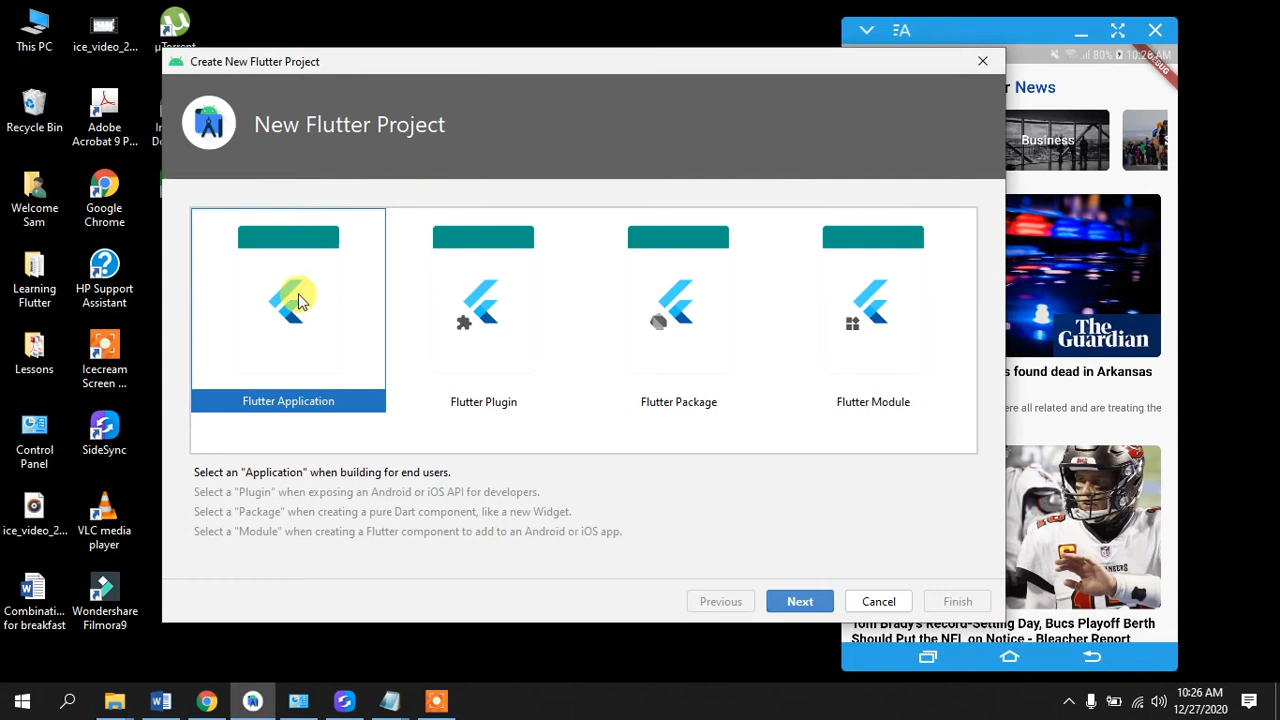 This PC
ice_video_2...
µTorrent
Recycle Bin
Adobe
Acrobat 9 P...
Welcome
Sam
Google
Chrome
Learning
Flutter
HP Support
Assistant
Lessons
Icecream
Screen ...
Control
Panel
SideSync
ice_video_2...
VLC media
player
Combinati...
for breakfast
Wondershare
Filmora9
Create New Flutter Project
New Flutter Project
Flutter Application
Flutter Plugin
Flutter Package
Flutter Module
Select an "Application" when building for end users.
Select a "Plugin" when exposing an Android or iOS API for developers.
Select a "Package" when creating a pure Dart component, like a new Widget.
Select a "Module" when creating a Flutter component to add to an Android or iOS app.
Previous
Next
Cancel
Finish
80% 10:26 AM
r News
Business
The
Guardian
s found dead in Arkansas
ere all related and are treating the
Tom Brady's Record-Setting Day, Bucs Playoff Berth
Should Put the NFL on Notice - Bleacher Report
10:26 AM
12/27/2020